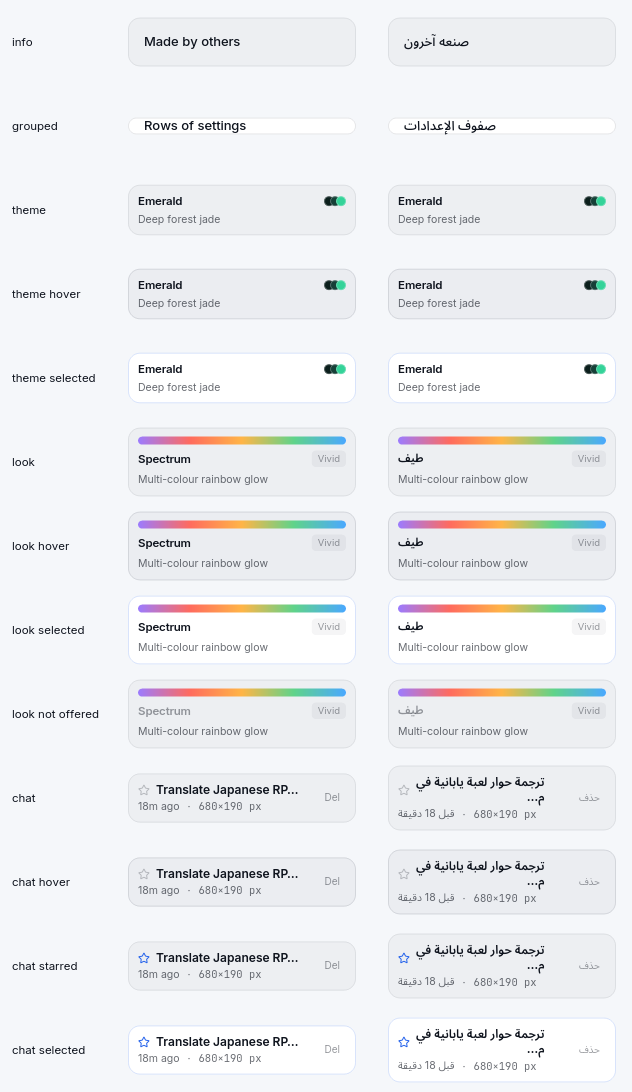 info
Made by others
صنعه آخرون
grouped
Rows of settings
صفوف الإعدادات
theme
Emerald
Deep forest jade
Emerald
Deep forest jade
theme hover
Emerald
Deep forest jade
Emerald
Deep forest jade
theme selected
Emerald
Deep forest jade
Emerald
Deep forest jade
look
Spectrum
Vivid
Multi-colour rainbow glow
طيف
Vivid
Multi-colour rainbow glow
look hover
Spectrum
Vivid
Multi-colour rainbow glow
طيف
Vivid
Multi-colour rainbow glow
look selected
Spectrum
Vivid
Multi-colour rainbow glow
طيف
Vivid
Multi-colour rainbow glow
look not offered
Spectrum
Vivid
Multi-colour rainbow glow
طيف
Vivid
Multi-colour rainbow glow
chat
Translate Japanese RP...
Del
18m ago · 680×190 px
ترجمة حوار لعبة يابانية في
م...
حذف
قبل 18 دقيقة · 680×190 px
chat hover
Translate Japanese RP...
Del
18m ago · 680×190 px
ترجمة حوار لعبة يابانية في
م...
حذف
قبل 18 دقيقة · 680×190 px
chat starred
Translate Japanese RP...
Del
18m ago · 680×190 px
ترجمة حوار لعبة يابانية في
م...
حذف
قبل 18 دقيقة · 680×190 px
chat selected
Translate Japanese RP...
Del
18m ago · 680×190 px
ترجمة حوار لعبة يابانية في
م...
حذف
قبل 18 دقيقة · 680×190 px